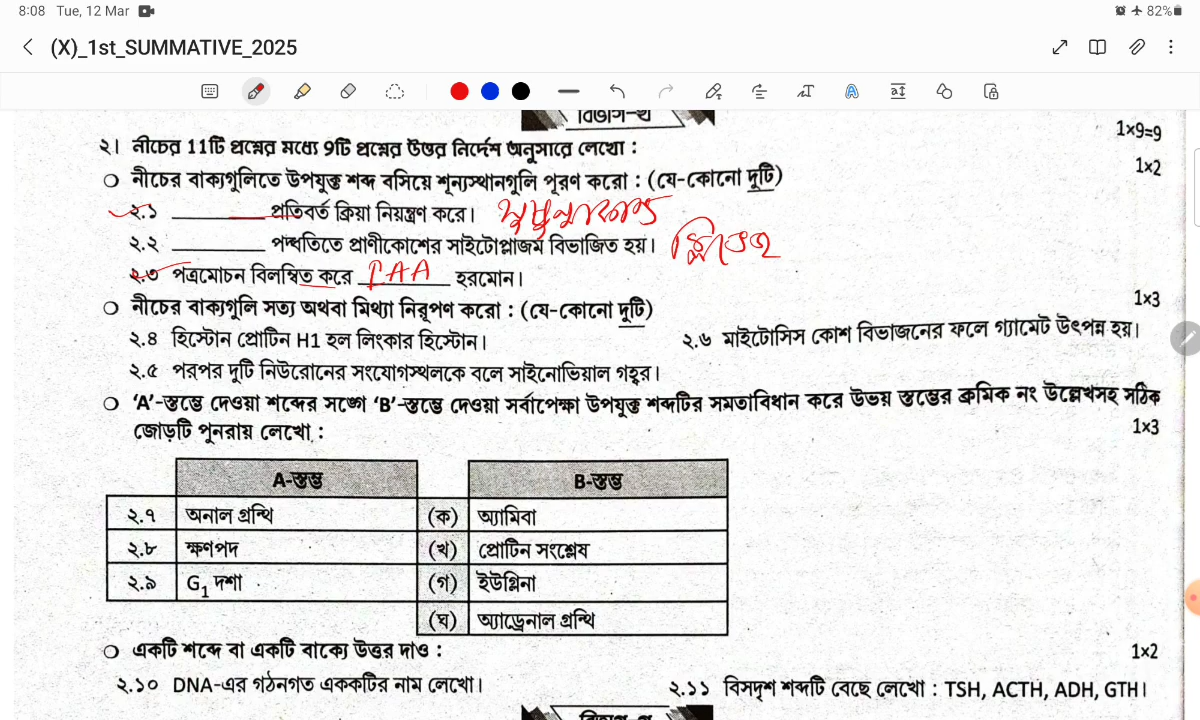 8:08 Tue, 12 Mar 82%
(X)_1st_SUMMATIVE_2025
বিভাগ-খ
1×9=9
২। নীচের 11টি প্রশ্নের মধ্যে 9টি প্রশ্নের উত্তর নির্দেশ অনুসারে লেখো :
নীচের বাক্যগুলিতে উপযুক্ত শব্দ বসিয়ে শূন্যস্থানগুলি পূরণ করো : (যে-কোনো দুটি) 1×2
২.১ ________ প্রতিবর্ত ক্রিয়া নিয়ন্ত্রণ করে। সুষুম্নাকাণ্ড
২.২ ________ পদ্ধতিতে প্রাণীকোশের সাইটোপ্লাজম বিভাজিত হয়। ক্লিভেজ
২.৩ পত্রমোচন বিলম্বিত করে IAA হরমোন।
নীচের বাক্যগুলি সত্য অথবা মিথ্যা নিরূপণ করো : (যে-কোনো দুটি) 1×3
২.৪ হিস্টোন প্রোটিন H1 হল লিংকার হিস্টোন। ২.৬ মাইটোসিস কোশ বিভাজনের ফলে গ্যামেট উৎপন্ন হয়।
২.৫ পরপর দুটি নিউরোনের সংযোগস্থলকে বলে সাইনোভিয়াল গহ্বর।
'A'-স্তম্ভে দেওয়া শব্দের সঙ্গে 'B'-স্তম্ভে দেওয়া সর্বাপেক্ষা উপযুক্ত শব্দটির সমতাবিধান করে উভয় স্তম্ভের ক্রমিক নং উল্লেখসহ সঠিক
জোড়টি পুনরায় লেখো : 1×3
A-স্তম্ভ B-স্তম্ভ
২.৭ অনাল গ্রন্থি (ক) অ্যামিবা
২.৮ ক্ষণপদ (খ) প্রোটিন সংশ্লেষ
২.৯ G₁ দশা (গ) ইউগ্লিনা
(ঘ) অ্যাড্রেনাল গ্রন্থি
একটি শব্দে বা একটি বাক্যে উত্তর দাও : 1×2
২.১০ DNA-এর গঠনগত এককটির নাম লেখো। ২.১১ বিসদৃশ শব্দটি বেছে লেখো : TSH, ACTH, ADH, GTH।